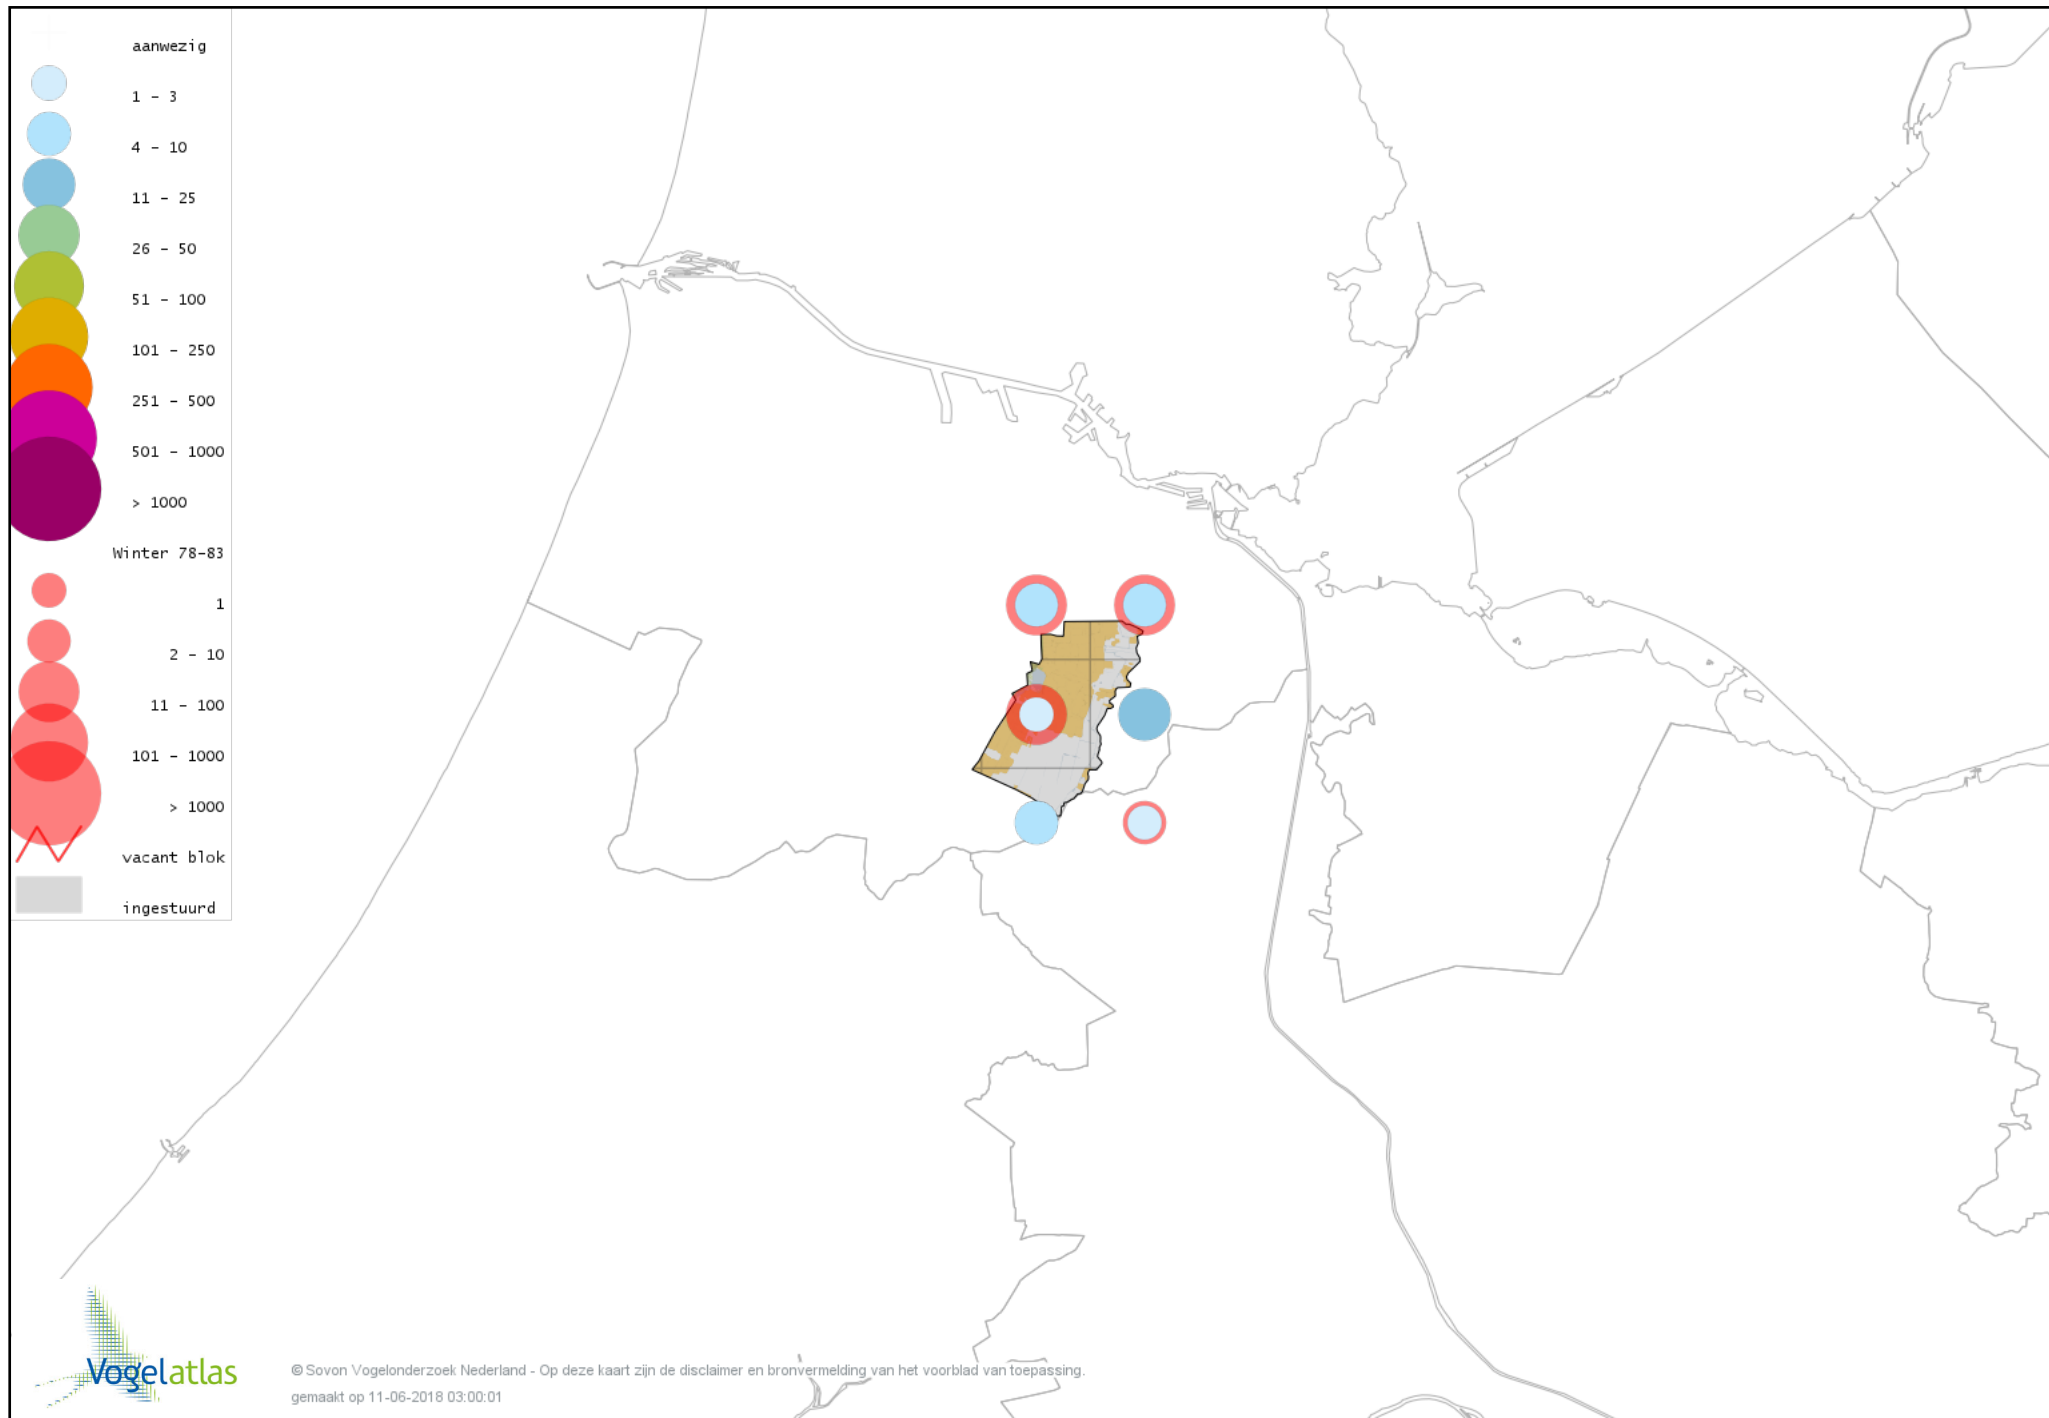 aanwezig
1 - 3
4 - 10
11 - 25
26 - 50
51 - 100
101 - 250
251 - 500
501 - 1000
> 1000
Winter 78-83
1
2 - 10
11 - 100
101 - 1000
> 1000
vacant blok
ingestuurd
Vogelatlas
© Sovon Vogelonderzoek Nederland - Op deze kaart zijn de disclaimer en bronvermelding van het voorblad van toepassing.
gemaakt op 11-06-2018 03:00:01